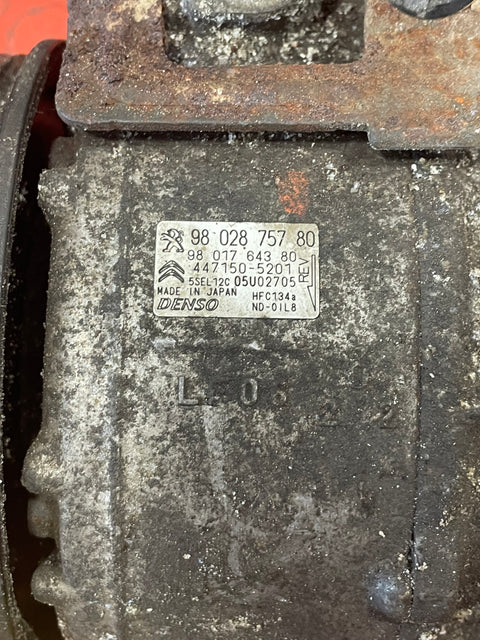 98 028 757 80
98 017 643 80
447150-5201
5SEL12C 05U02705
MADE IN JAPAN HFC134a
DENSO ND-OIL8
REV